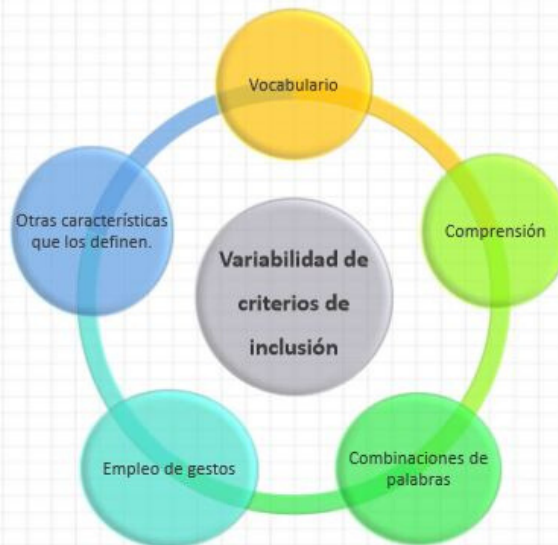 Vocabulario
Otras características
que los definen.
Comprensión
Variabilidad de
criterios de
inclusión
Empleo de gestos
Combinaciones de
palabras